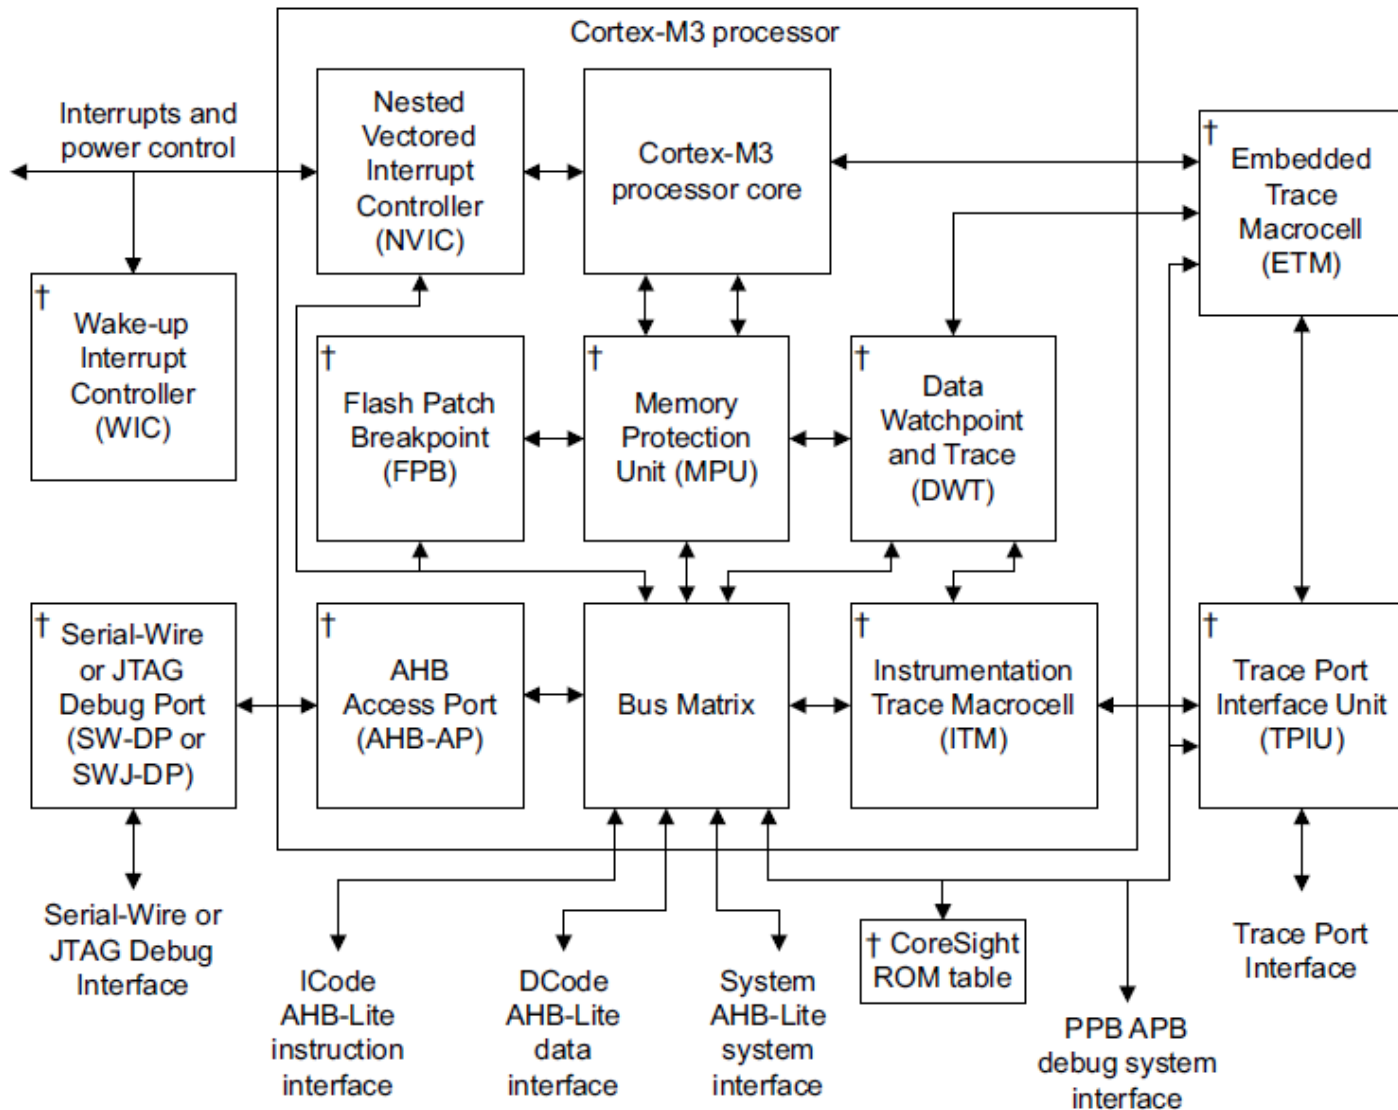 Cortex-M3 processor
Interrupts and
power control
Nested
Vectored
Interrupt
Controller
(NVIC)
Cortex-M3
processor core
†
Embedded
Trace
Macrocell
(ETM)
†
Wake-up
Interrupt
Controller
(WIC)
†
Flash Patch
Breakpoint
(FPB)
†
Memory
Protection
Unit (MPU)
†
Data
Watchpoint
and Trace
(DWT)
†
Serial-Wire
or JTAG
Debug Port
(SW-DP or
SWJ-DP)
†
AHB
Access Port
(AHB-AP)
Bus Matrix
†
Instrumentation
Trace Macrocell
(ITM)
†
Trace Port
Interface Unit
(TPIU)
Serial-Wire or
JTAG Debug
Interface
ICode
AHB-Lite
instruction
interface
DCode
AHB-Lite
data
interface
System
AHB-Lite
system
interface
† CoreSight
ROM table
PPB APB
debug system
interface
Trace Port
Interface